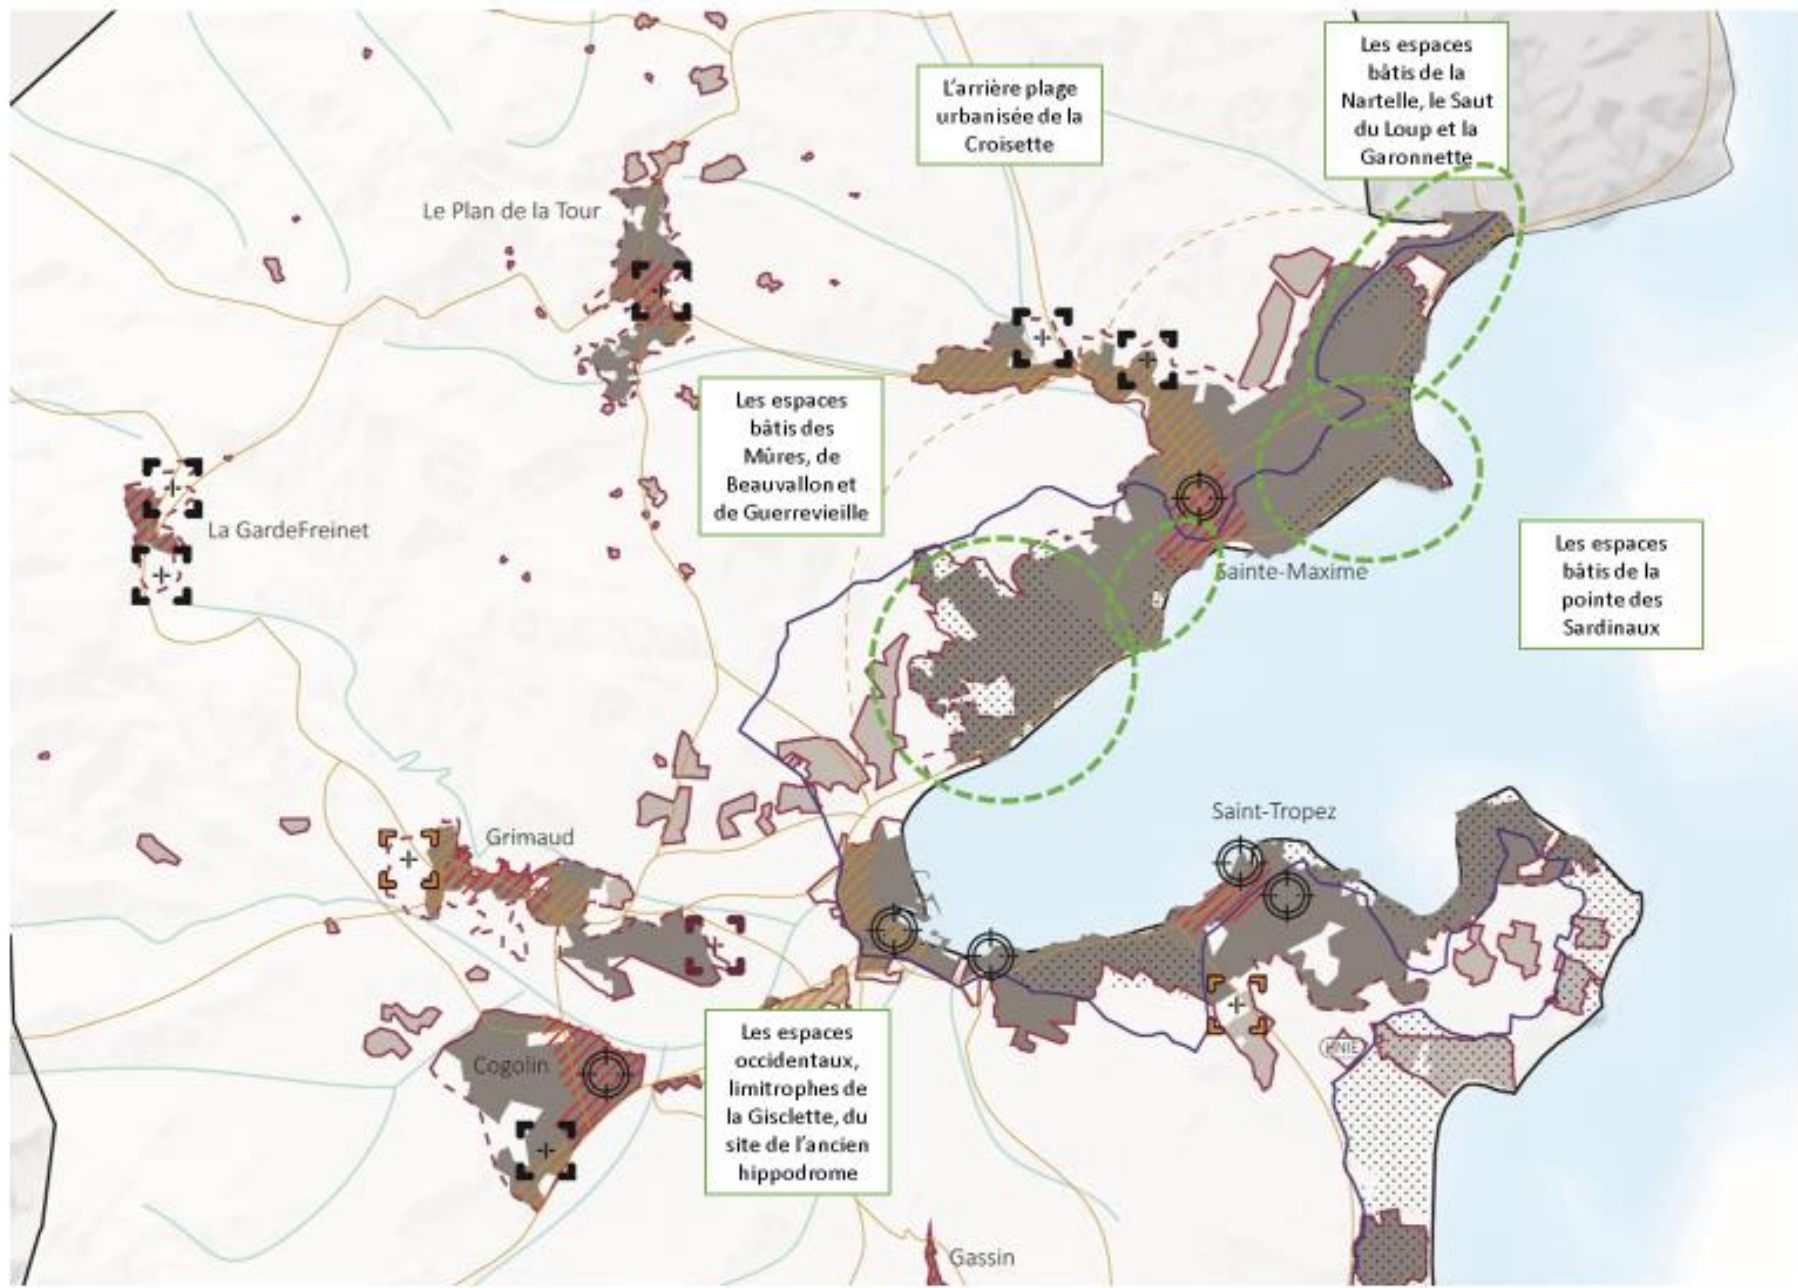 Les espaces
bâtis de la
Nartelle, le Saut
du Loup et la
Garonnette
L'arrière plage
urbanisée de la
Croisette
Le Plan de la Tour
Les espaces
bâtis des
Mûres, de
Beauvallon et
de Guerrevieille
La GardeFreinet
Sainte-Maxime
Les espaces
bâtis de la
pointe des
Sardinaux
Saint-Tropez
Grimaud
Les espaces
occidentaux,
limitrophes de
la Gisclette, du
site de l'ancien
hippodrome
Cogolin
HNIE
Gassin